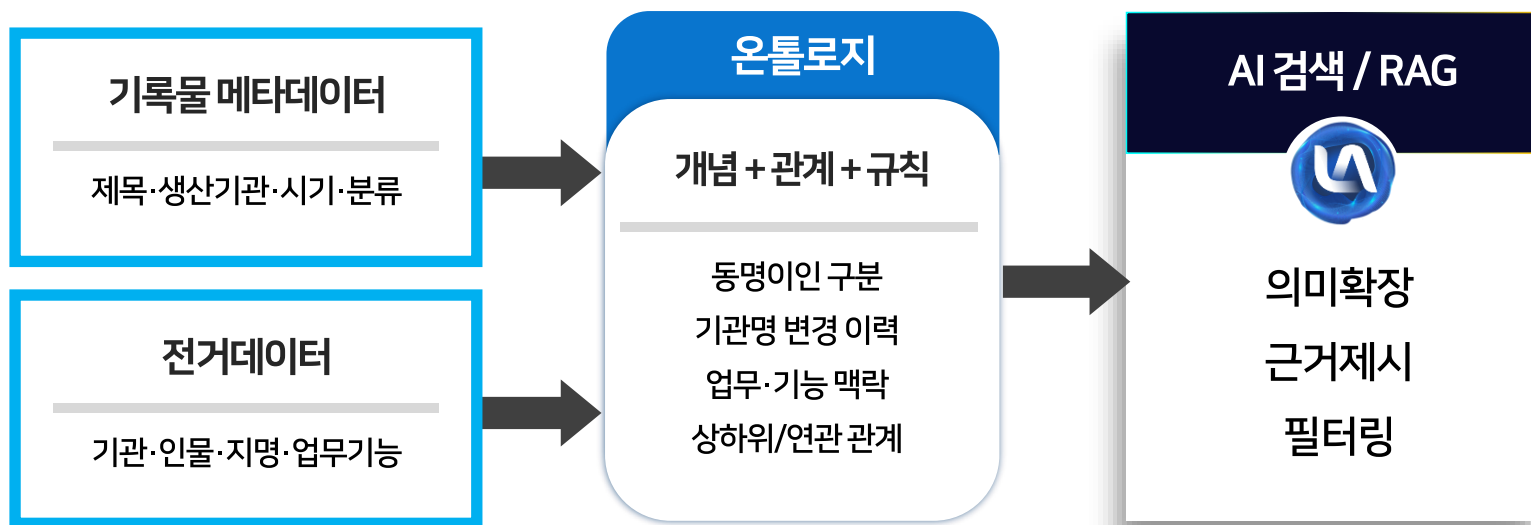 기록물 메타데이터
제목·생산기관·시기·분류
전거데이터
기관·인물·지명·업무기능
온톨로지
개념 + 관계 + 규칙
동명이인 구분
기관명 변경 이력
업무·기능 맥락
상하위/연관 관계
AI 검색 / RAG
의미확장
근거제시
필터링